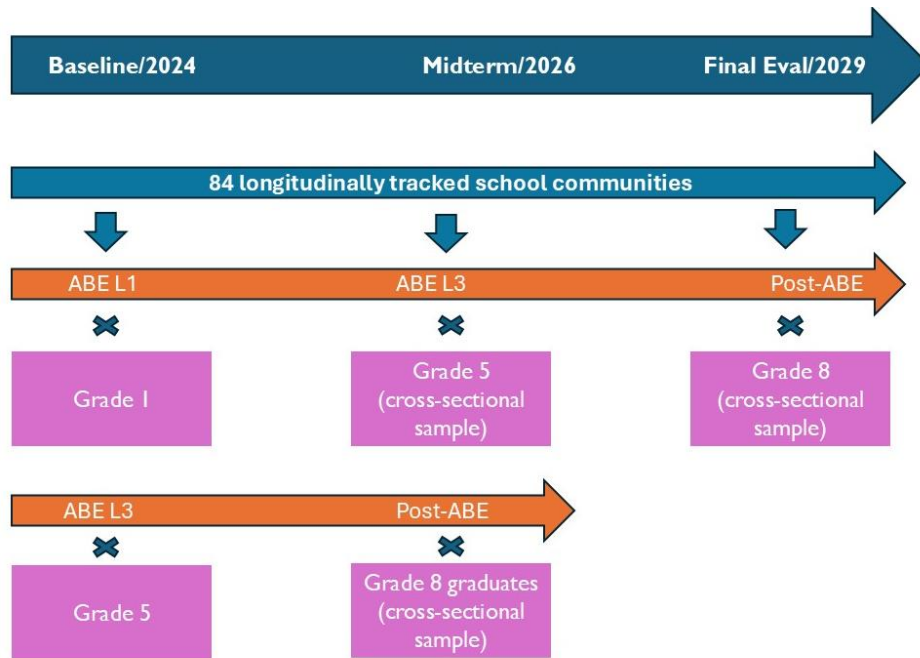 Baseline/2024 Midterm/2026 Final Eval/2029
84 longitudinally tracked school communities
ABE L1 ABE L3 Post-ABE
Grade 1
Grade 5
(cross-sectional
sample)
Grade 8
(cross-sectional
sample)
ABE L3 Post-ABE
Grade 5
Grade 8 graduates
(cross-sectional
sample)